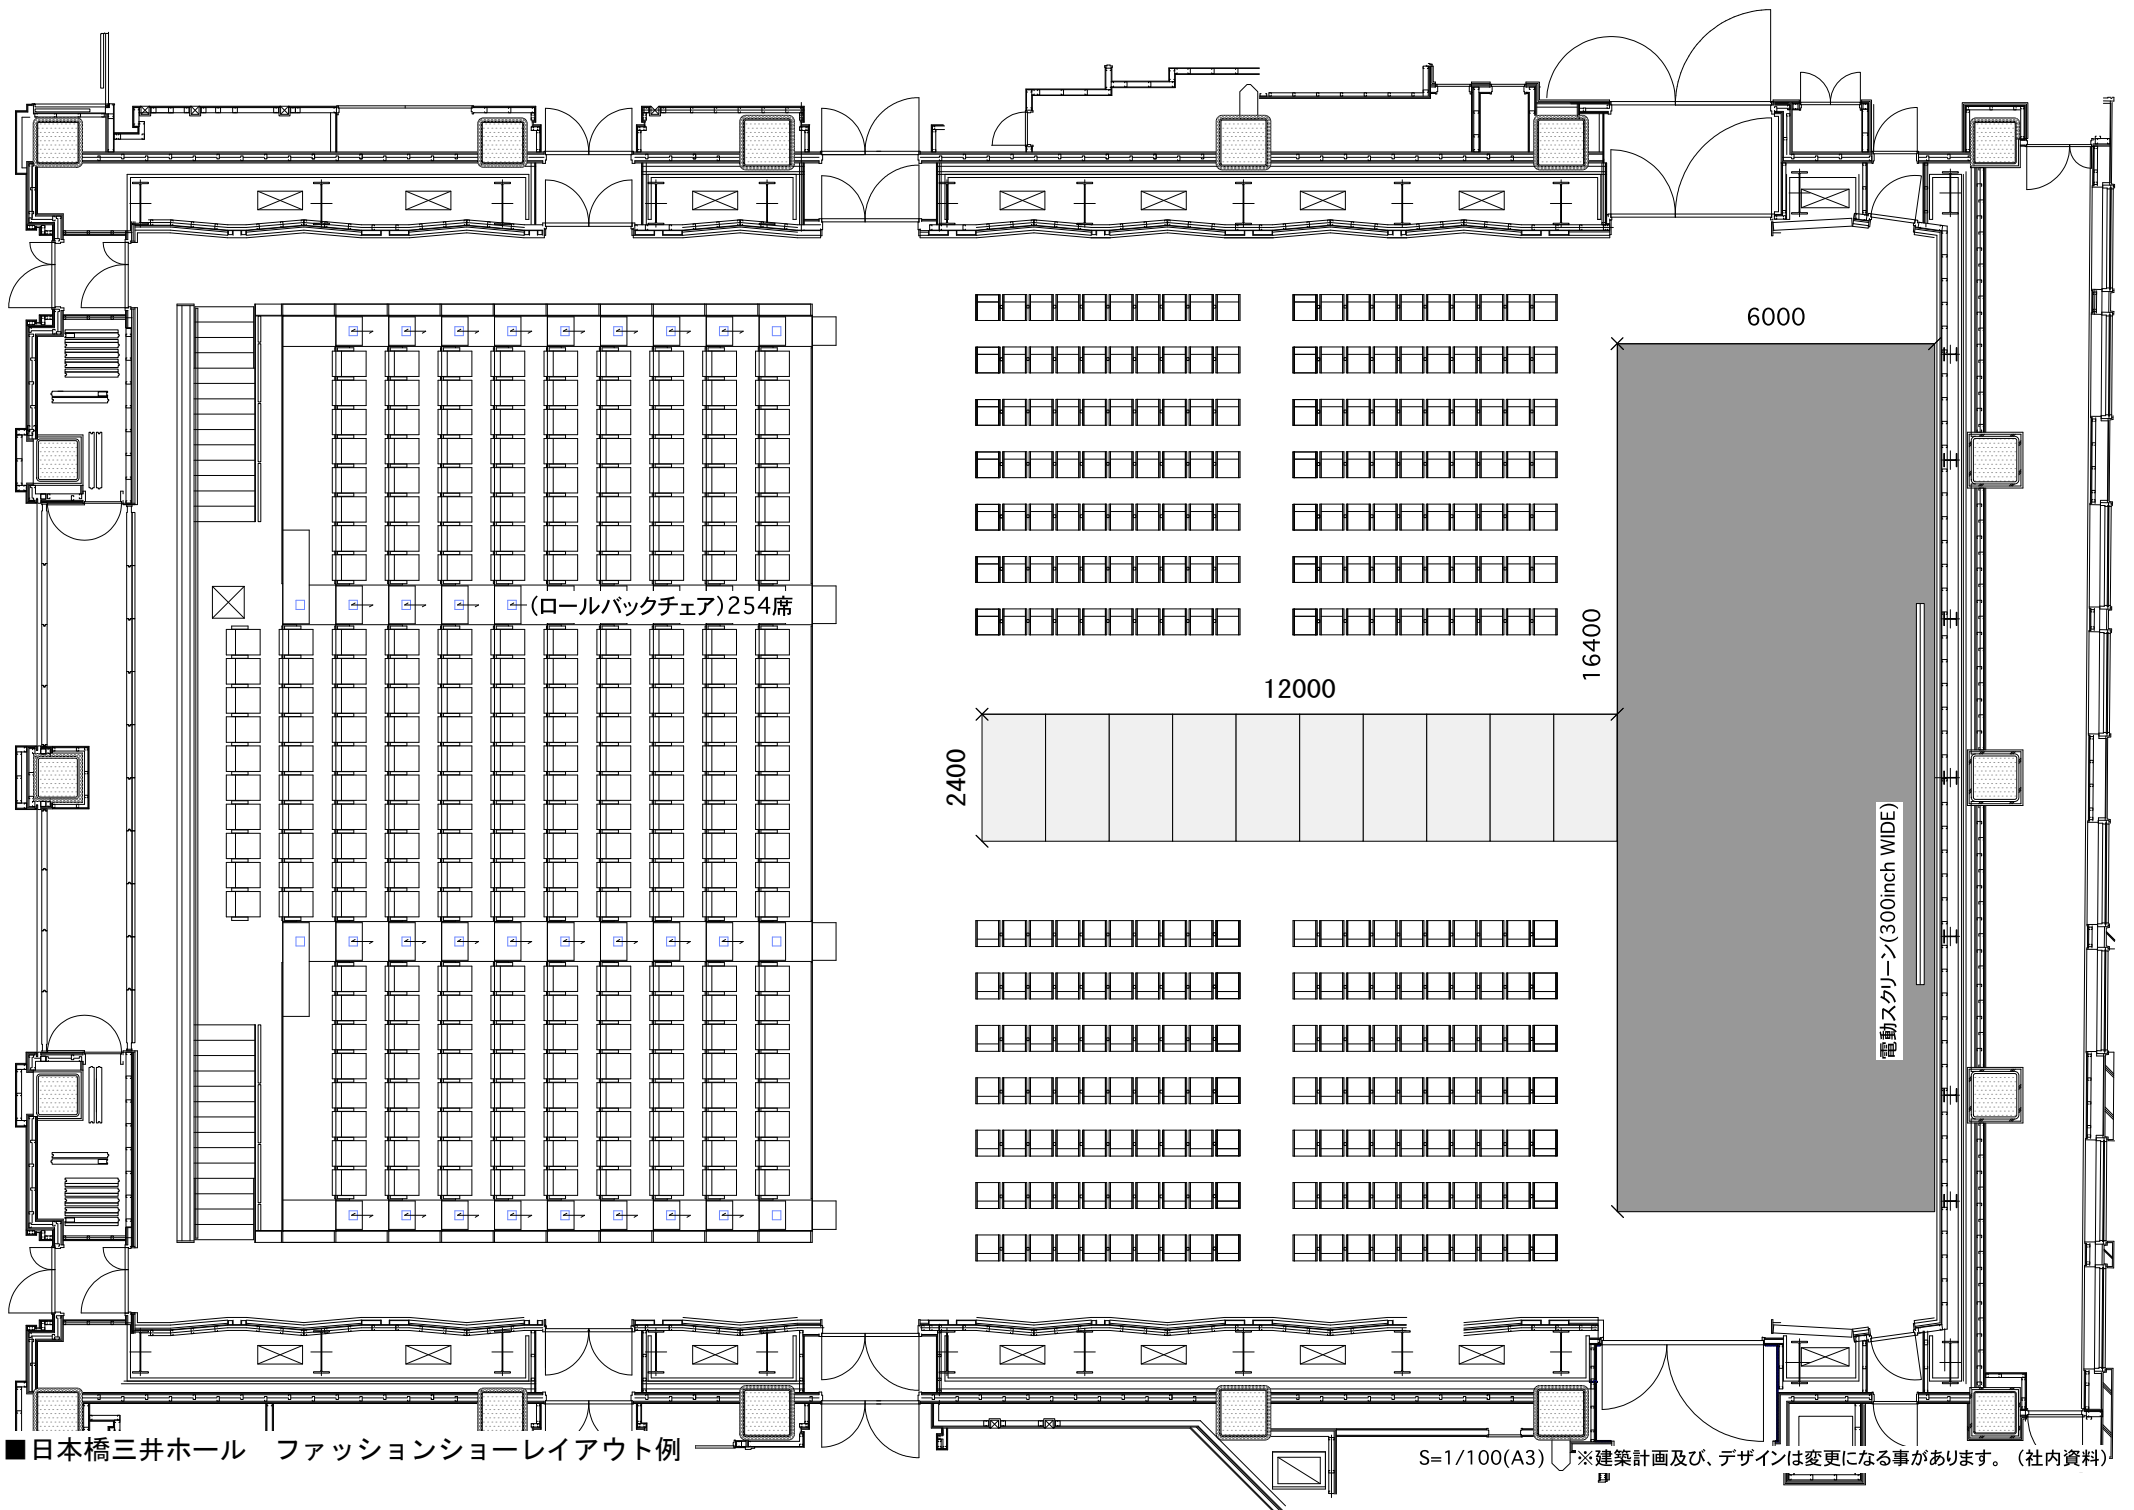 6000
(ロールバックチェア)254席
16400
12000
2400
電動スクリーン(300inch WIDE)
■日本橋三井ホール　ファッションショーレイアウト例
S=1/100(A3)
※建築計画及び、デザインは変更になる事があります。（社内資料）